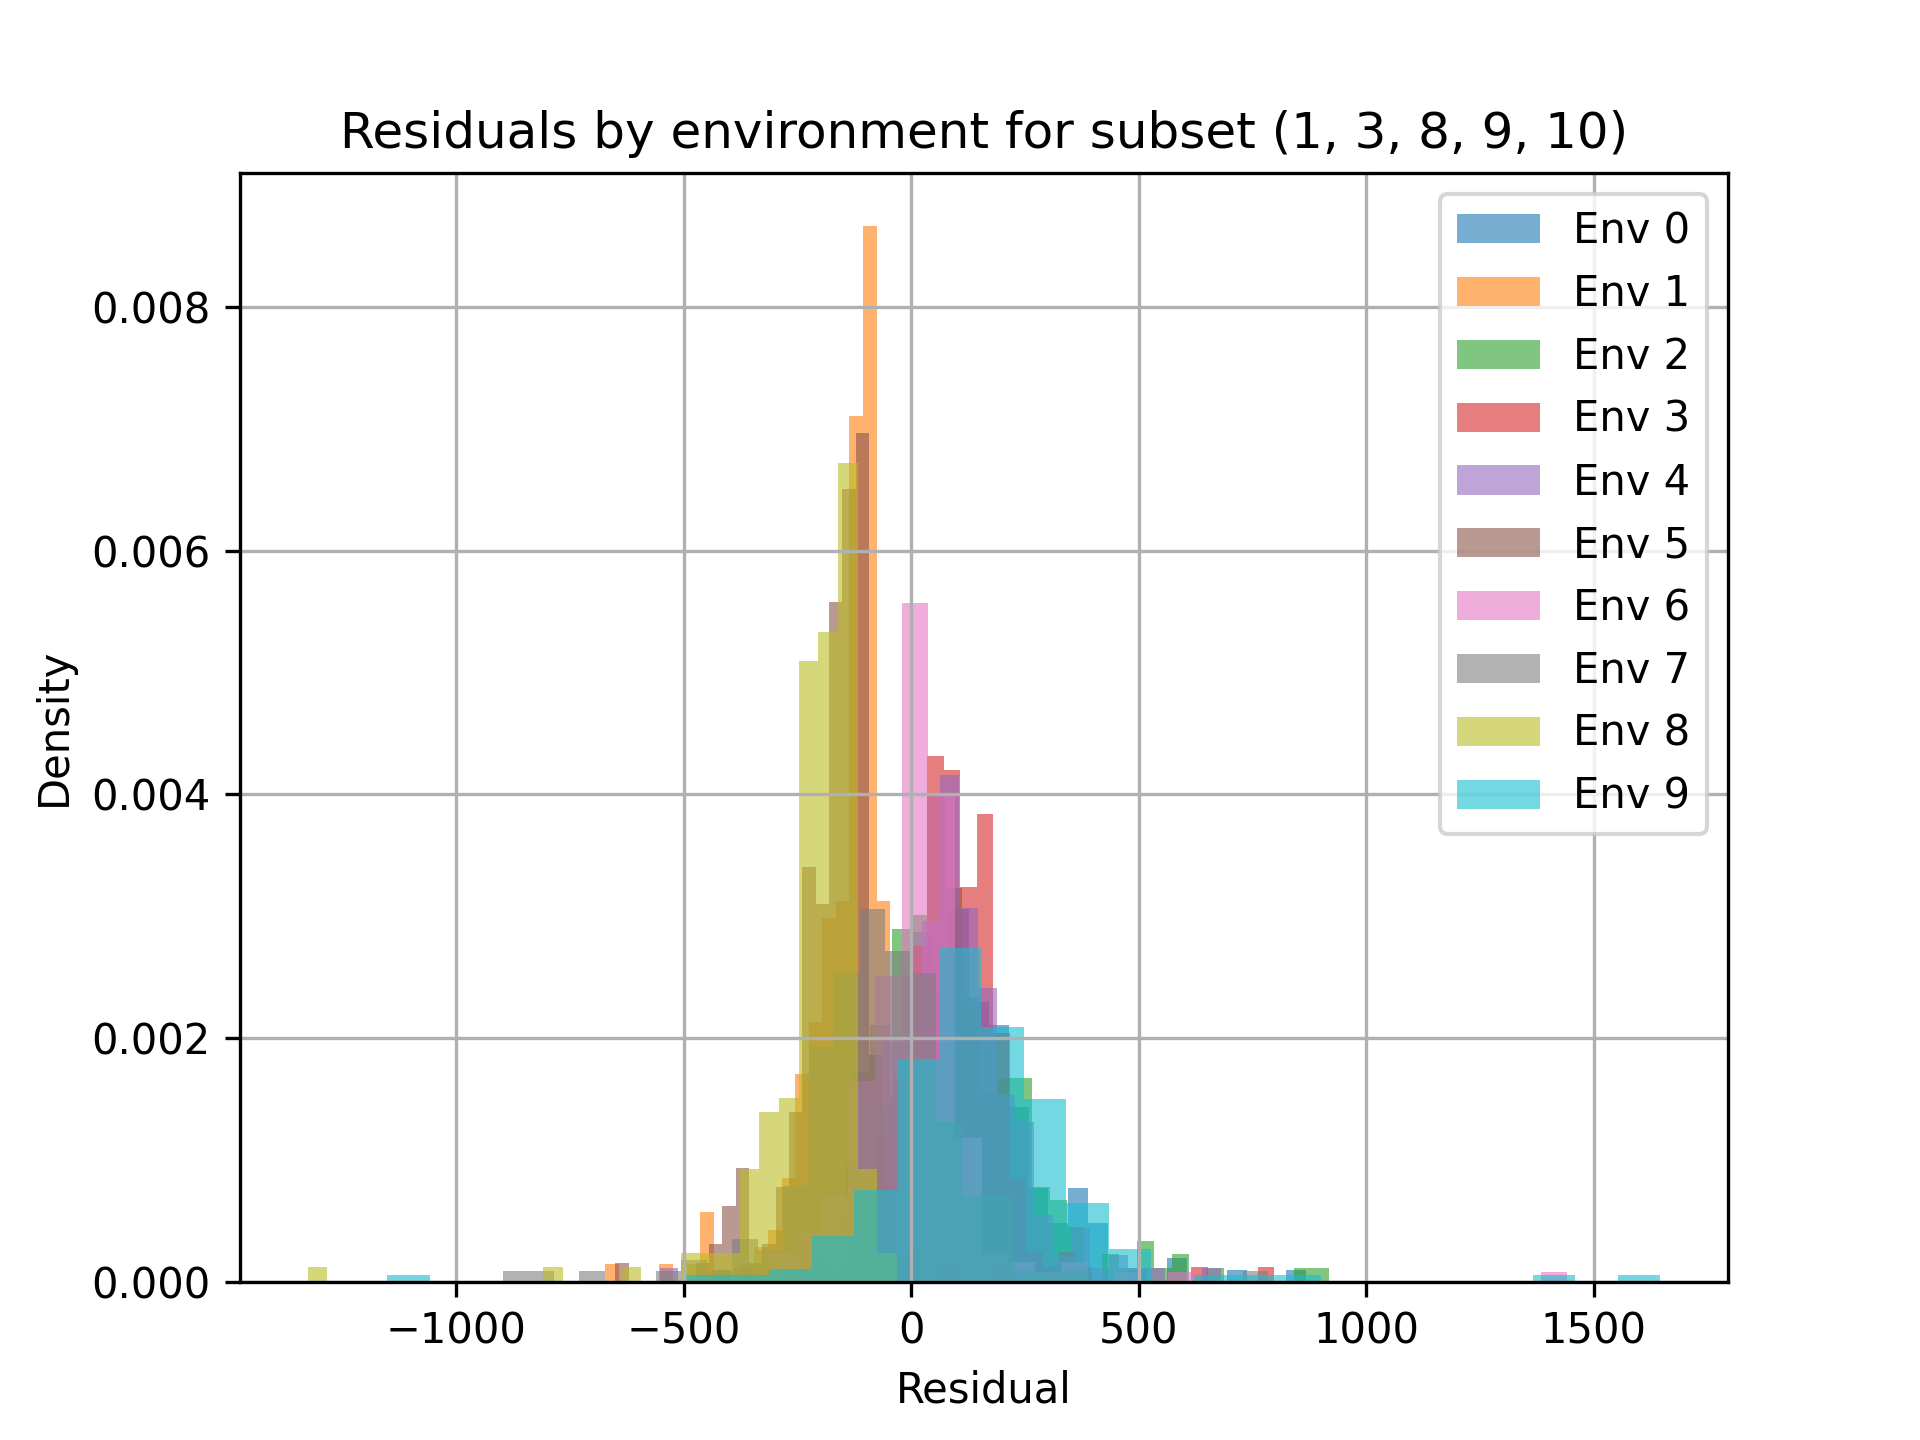 Residuals by environment for subset (1, 3, 8, 9, 10)
Env 0
Env 1
Env 2
Env 3
Env 4
Env 5
Env 6
Env 7
Env 8
Env 9
Density
0.008
0.006
0.004
0.002
0.000
−1000 −500 0 500 1000 1500
Residual